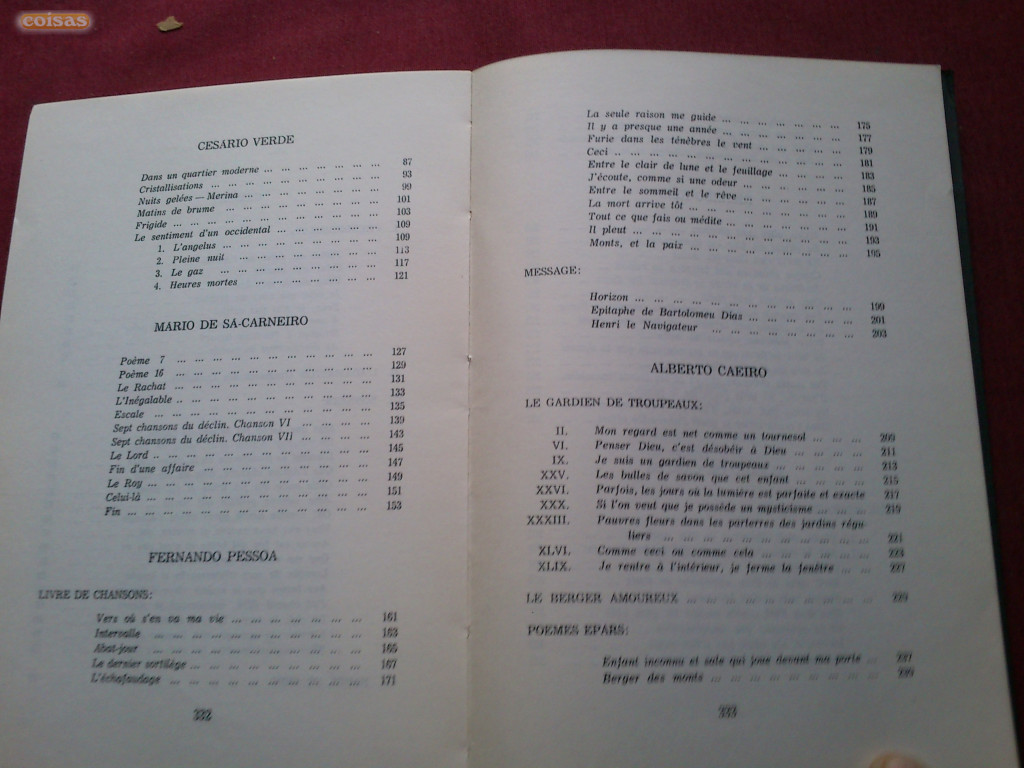 coisas
CESARIO VERDE
Dans un quartier moderne ... ... ... ... ... ... ... 87
Cristallisations ... ... ... ... ... ... ... ... ... 93
Nuits gelées — Merina ... ... ... ... ... ... ... ... 99
Matins de brume ... ... ... ... ... ... ... ... ... 101
Frigide ... ... ... ... ... ... ... ... ... ... ... 103
Le sentiment d'un occidental ... ... ... ... ... ... 109
1. L'angelus ... ... ... ... ... ... ... ... ... 109
2. Pleine nuit ... ... ... ... ... ... ... ... 113
3. Le gaz ... ... ... ... ... ... ... ... ... 117
4. Heures mortes ... ... ... ... ... ... ... 121
MARIO DE SA-CARNEIRO
Poème 7 ... ... ... ... ... ... ... ... ... ... ... 127
Poème 16 ... ... ... ... ... ... ... ... ... ... ... 129
Le Rachat ... ... ... ... ... ... ... ... ... ... ... 131
L'Inégalable .. ... ... ... ... ... ... ... ... ... ... 133
Escale ... ... ... ... ... ... ... ... ... ... ... ... 135
Sept chansons du déclin. Chanson VI ... ... ... ... 139
Sept chansons du déclin. Chanson VII ... ... ... ... 143
Le Lord .. ... ... ... ... ... ... ... ... ... ... ... 145
Fin d'une affaire ... ... ... ... ... ... ... ... ... 147
Le Roy ... ... ... ... ... ... ... ... ... ... ... ... 149
Celui-là ... ... ... ... ... ... ... ... ... ... ... ... 151
Fin ... ... ... ... ... ... ... ... ... ... ... ... ... 153
FERNANDO PESSOA
LIVRE DE CHANSONS:
Vers où s'en va ma vie ... ... ... ... ... ... ... 161
Intervalle ... ... ... ... ... ... ... ... ... ... ... 163
Abat-jour ... ... ... ... ... ... ... ... ... ... ... 165
Le dernier sortilège ... ... ... ... ... ... ... ... ... 167
L'échafaudage ... ... ... ... ... ... ... ... ... ... 171
332
La seule raison me guide ... ... ... ... ... ... ... 175
Il y a presque une année ... ... ... ... ... ... ... 177
Furie dans les ténèbres le vent ... ... ... ... ... 179
Ceci .. ... ... ... ... ... ... ... ... ... ... ... ... 181
Entre le clair de lune et le feuillage ... ... ... ... 183
J'écoute, comme si une odeur ... ... ... ... ... ... 185
Entre le sommeil et le rêve ... ... ... ... ... ... 187
La mort arrive tôt ... ... ... ... ... ... ... ... ... 189
Tout ce que fais ou médite ... ... ... ... ... ... ... 191
Il pleut ... ... ... ... ... ... ... ... ... ... ... ... 193
Monts, et la paiz ... ... ... ... ... ... ... ... ... 195
MESSAGE:
Horizon ... ... ... ... ... ... ... ... ... ... ... ... 199
Epitaphe de Bartolomeu Dias ... ... ... ... ... ... 201
Henri le Navigateur ... ... ... ... ... ... ... ... 203
ALBERTO CAEIRO
LE GARDIEN DE TROUPEAUX:
II. Mon regard est net comme un tournesol ... ... ... 209
VI. Penser Dieu, c'est désobéir à Dieu ... ... ... ... 211
IX. Je suis un gardien de troupeaux ... ... ... ... ... 213
XXV. Les bulles de savon que cet enfant ... ... ... ... 215
XXVI. Parfois, les jours où la lumière est parfaite et exacte 217
XXX. Si l'on veut que je possède un mysticisme ... ... ... 219
XXXIII. Pauvres fleurs dans les parterres des jardins régu-
liers ... ... ... ... ... ... ... ... ... ... ... 221
XLVI. Comme ceci ou comme cela ... ... ... ... ... ... 223
XLIX. Je rentre à l'intérieur, je ferme la fenêtre ... ... 227
LE BERGER AMOUREUX ... ... ... ... ... ... ... ... ... 229
POEMES EPARS:
Enfant inconnu et sale qui joue devant ma porte ... 237
Berger des monts ... ... ... ... ... ... ... ... ... 239
333